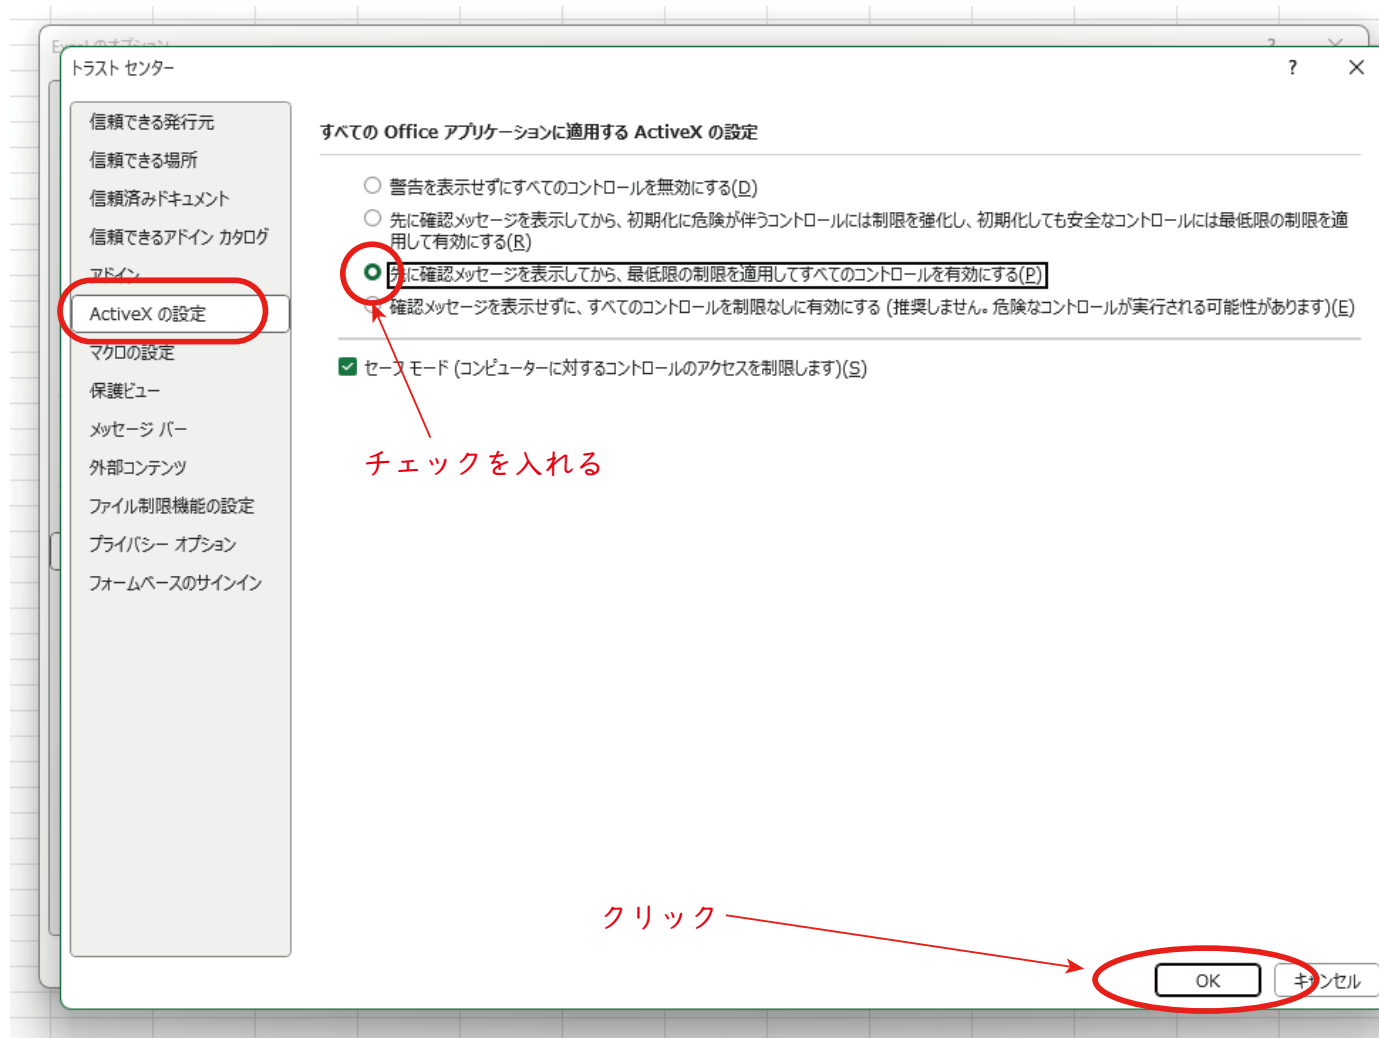 Excel のオプション
トラスト センター
信頼できる発行元
信頼できる場所
信頼済みドキュメント
信頼できるアドイン カタログ
アドイン
ActiveX の設定
マクロの設定
保護ビュー
メッセージ バー
外部コンテンツ
ファイル制限機能の設定
プライバシー オプション
フォームベースのサインイン
すべての Office アプリケーションに適用する ActiveX の設定
警告を表示せずにすべてのコントロールを無効にする(D)
先に確認メッセージを表示してから、初期化に危険が伴うコントロールには制限を強化し、初期化しても安全なコントロールには最低限の制限を適
用して有効にする(R)
先に確認メッセージを表示してから、最低限の制限を適用してすべてのコントロールを有効にする(P)
確認メッセージを表示せずに、すべてのコントロールを制限なしに有効にする (推奨しません。危険なコントロールが実行される可能性があります)(E)
セーフ モード (コンピューターに対するコントロールのアクセスを制限します)(S)
チェックを入れる
クリック
OK
キャンセル